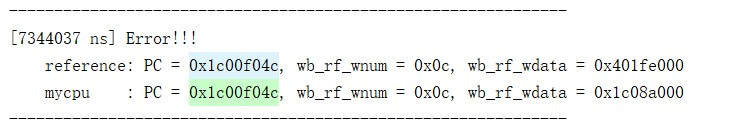 --------------------------------------------------------------
[7344037 ns] Error!!!
    reference: PC = 0x1c00f04c, wb_rf_wnum = 0x0c, wb_rf_wdata = 0x401fe000
    mycpu    : PC = 0x1c00f04c, wb_rf_wnum = 0x0c, wb_rf_wdata = 0x1c08a000
--------------------------------------------------------------